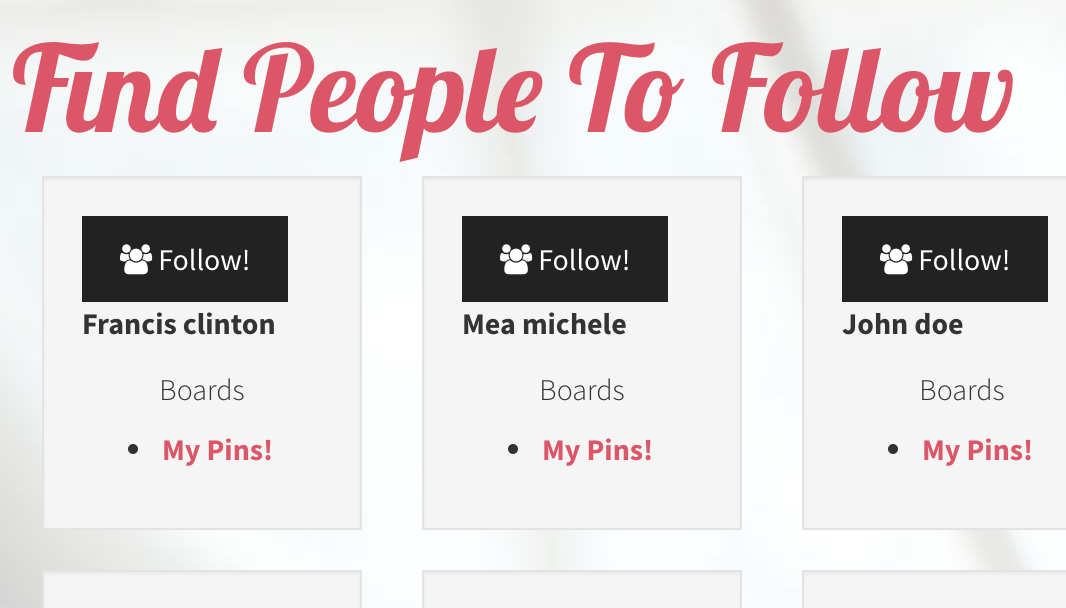 Find People To Follow
Follow!
Francis clinton
Boards
My Pins!
Follow!
Mea michele
Boards
My Pins!
Follow!
John doe
Boards
My Pins!